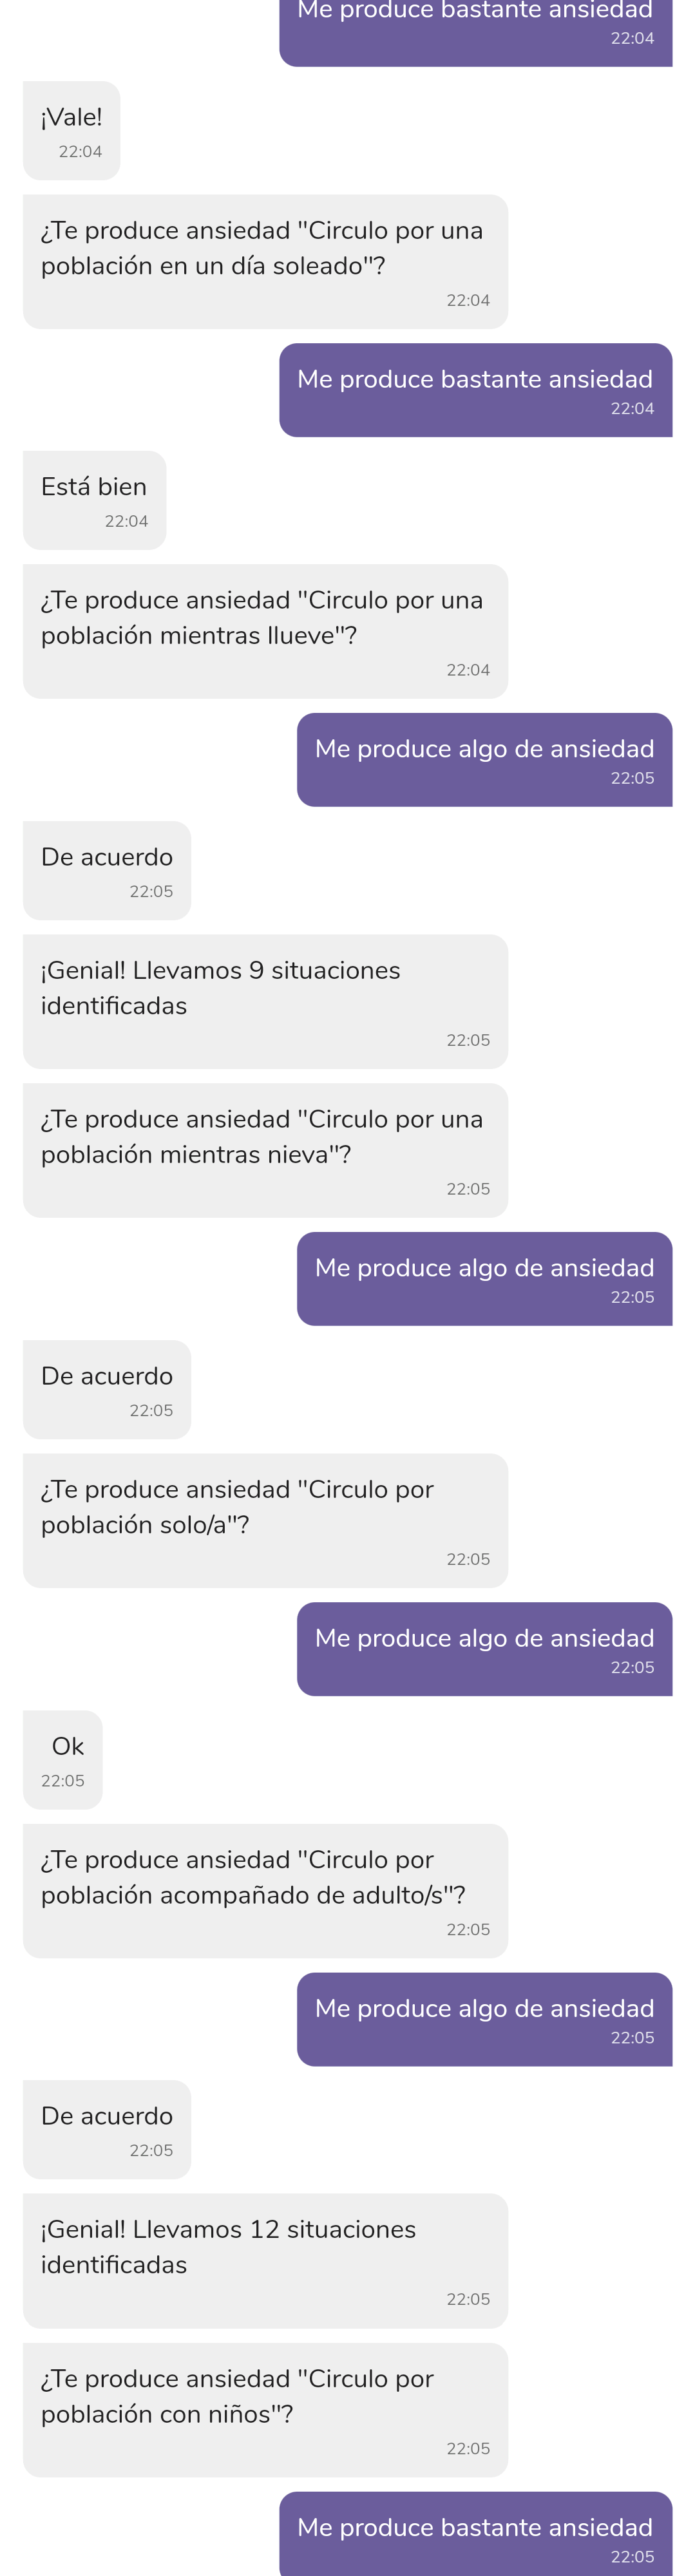 Me produce bastante ansiedad
22:04
¡Vale!
22:04
¿Te produce ansiedad "Circulo por una
población en un día soleado"?
22:04
Me produce bastante ansiedad
22:04
Está bien
22:04
¿Te produce ansiedad "Circulo por una
población mientras llueve"?
22:04
Me produce algo de ansiedad
22:05
De acuerdo
22:05
¡Genial! Llevamos 9 situaciones
identificadas
22:05
¿Te produce ansiedad "Circulo por una
población mientras nieva"?
22:05
Me produce algo de ansiedad
22:05
De acuerdo
22:05
¿Te produce ansiedad "Circulo por
población solo/a"?
22:05
Me produce algo de ansiedad
22:05
Ok
22:05
¿Te produce ansiedad "Circulo por
población acompañado de adulto/s"?
22:05
Me produce algo de ansiedad
22:05
De acuerdo
22:05
¡Genial! Llevamos 12 situaciones
identificadas
22:05
¿Te produce ansiedad "Circulo por
población con niños"?
22:05
Me produce bastante ansiedad
22:05